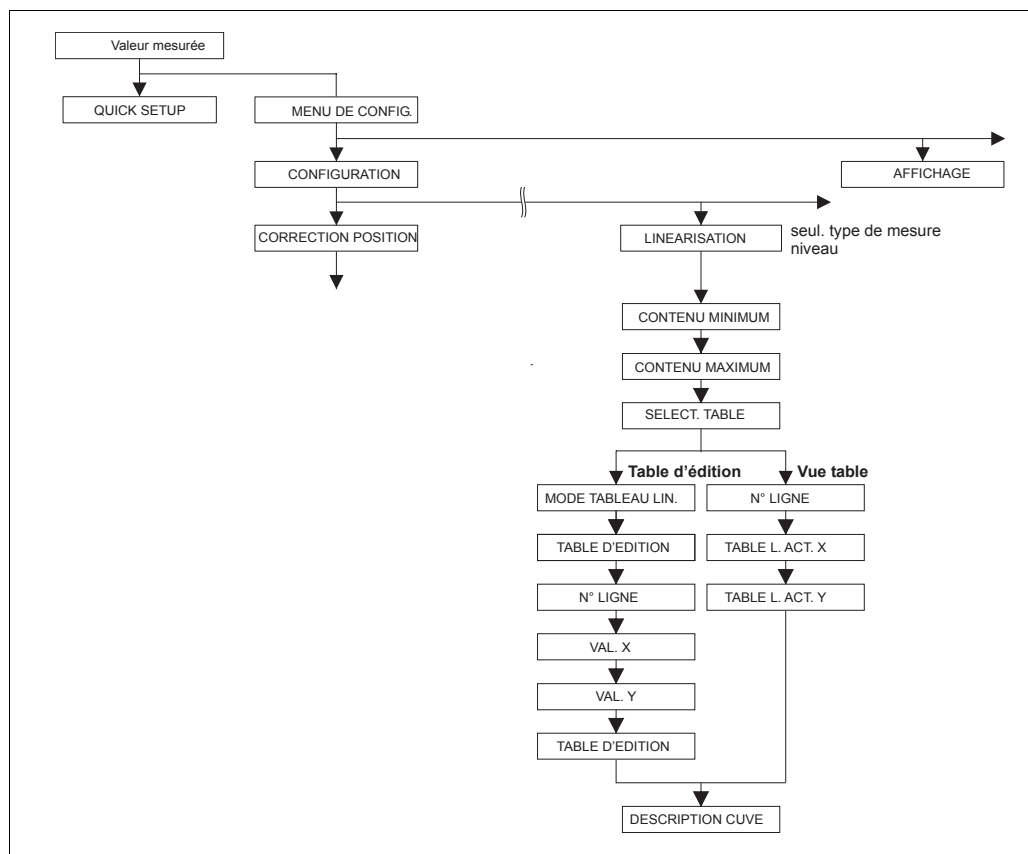 Valeur mesurée
QUICK SETUP
MENU DE CONFIG.
CONFIGURATION
AFFICHAGE
CORRECTION POSITION
LINEARISATION
seul. type de mesure
niveau
CONTENU MINIMUM
CONTENU MAXIMUM
SELECT. TABLE
Table d'édition
Vue table
MODE TABLEAU LIN.
N° LIGNE
TABLE D'EDITION
TABLE L. ACT. X
N° LIGNE
TABLE L. ACT. Y
VAL. X
VAL. Y
TABLE D'EDITION
DESCRIPTION CUVE